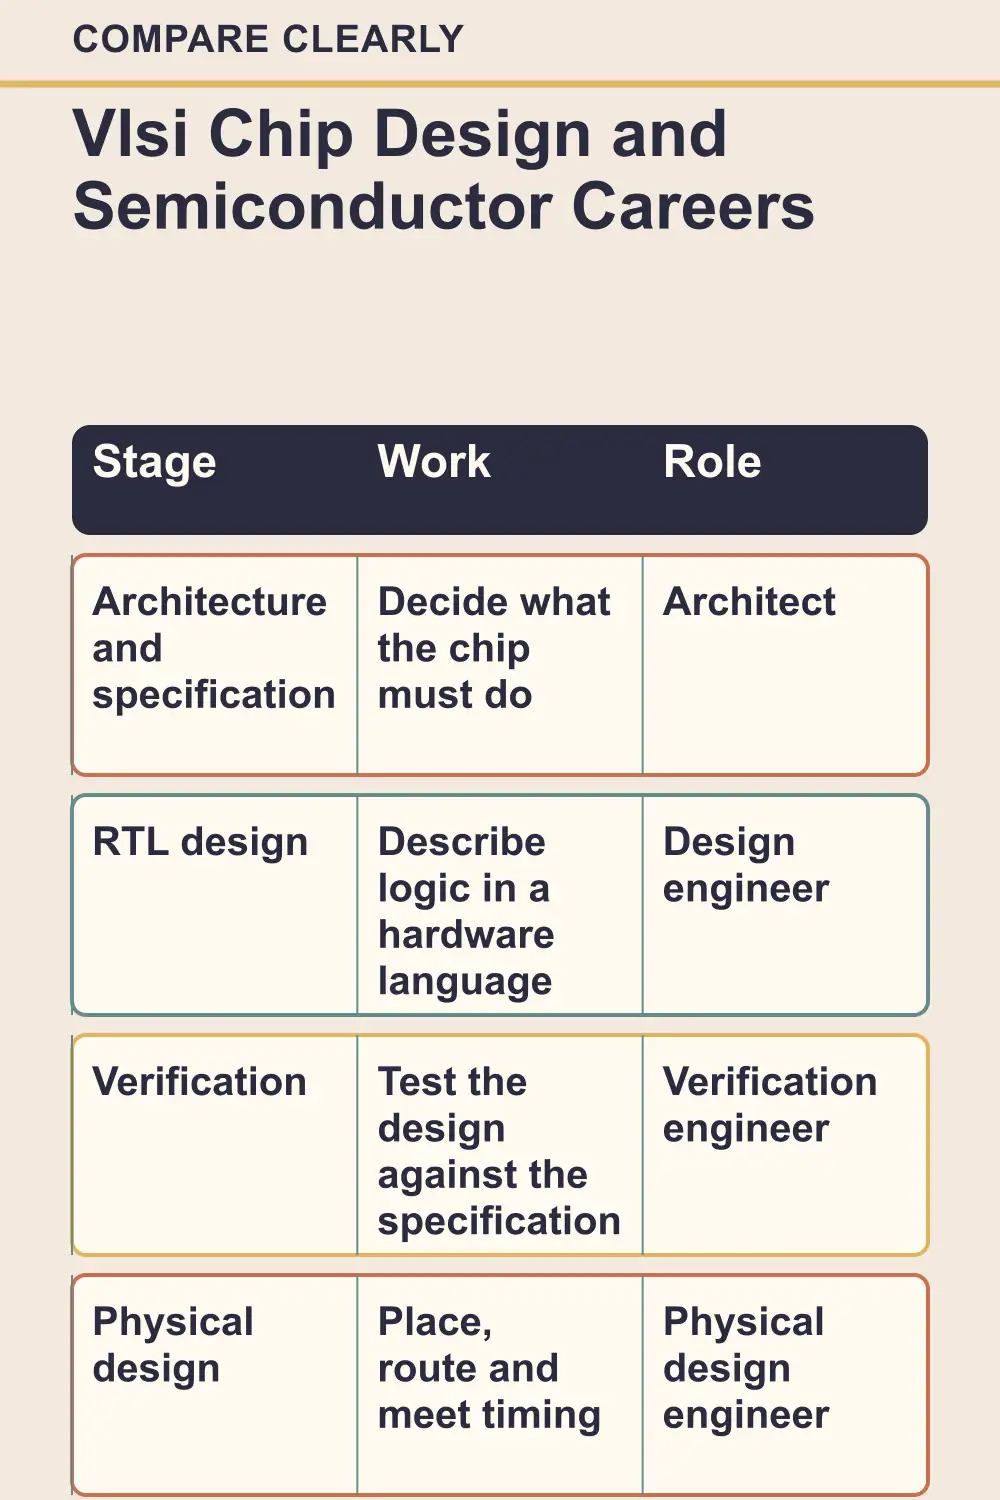 COMPARE CLEARLY
Vlsi Chip Design and
Semiconductor Careers
Stage Work Role
Architecture and specification Decide what the chip must do Architect
RTL design Describe logic in a hardware language Design engineer
Verification Test the design against the specification Verification engineer
Physical design Place, route and meet timing Physical design engineer